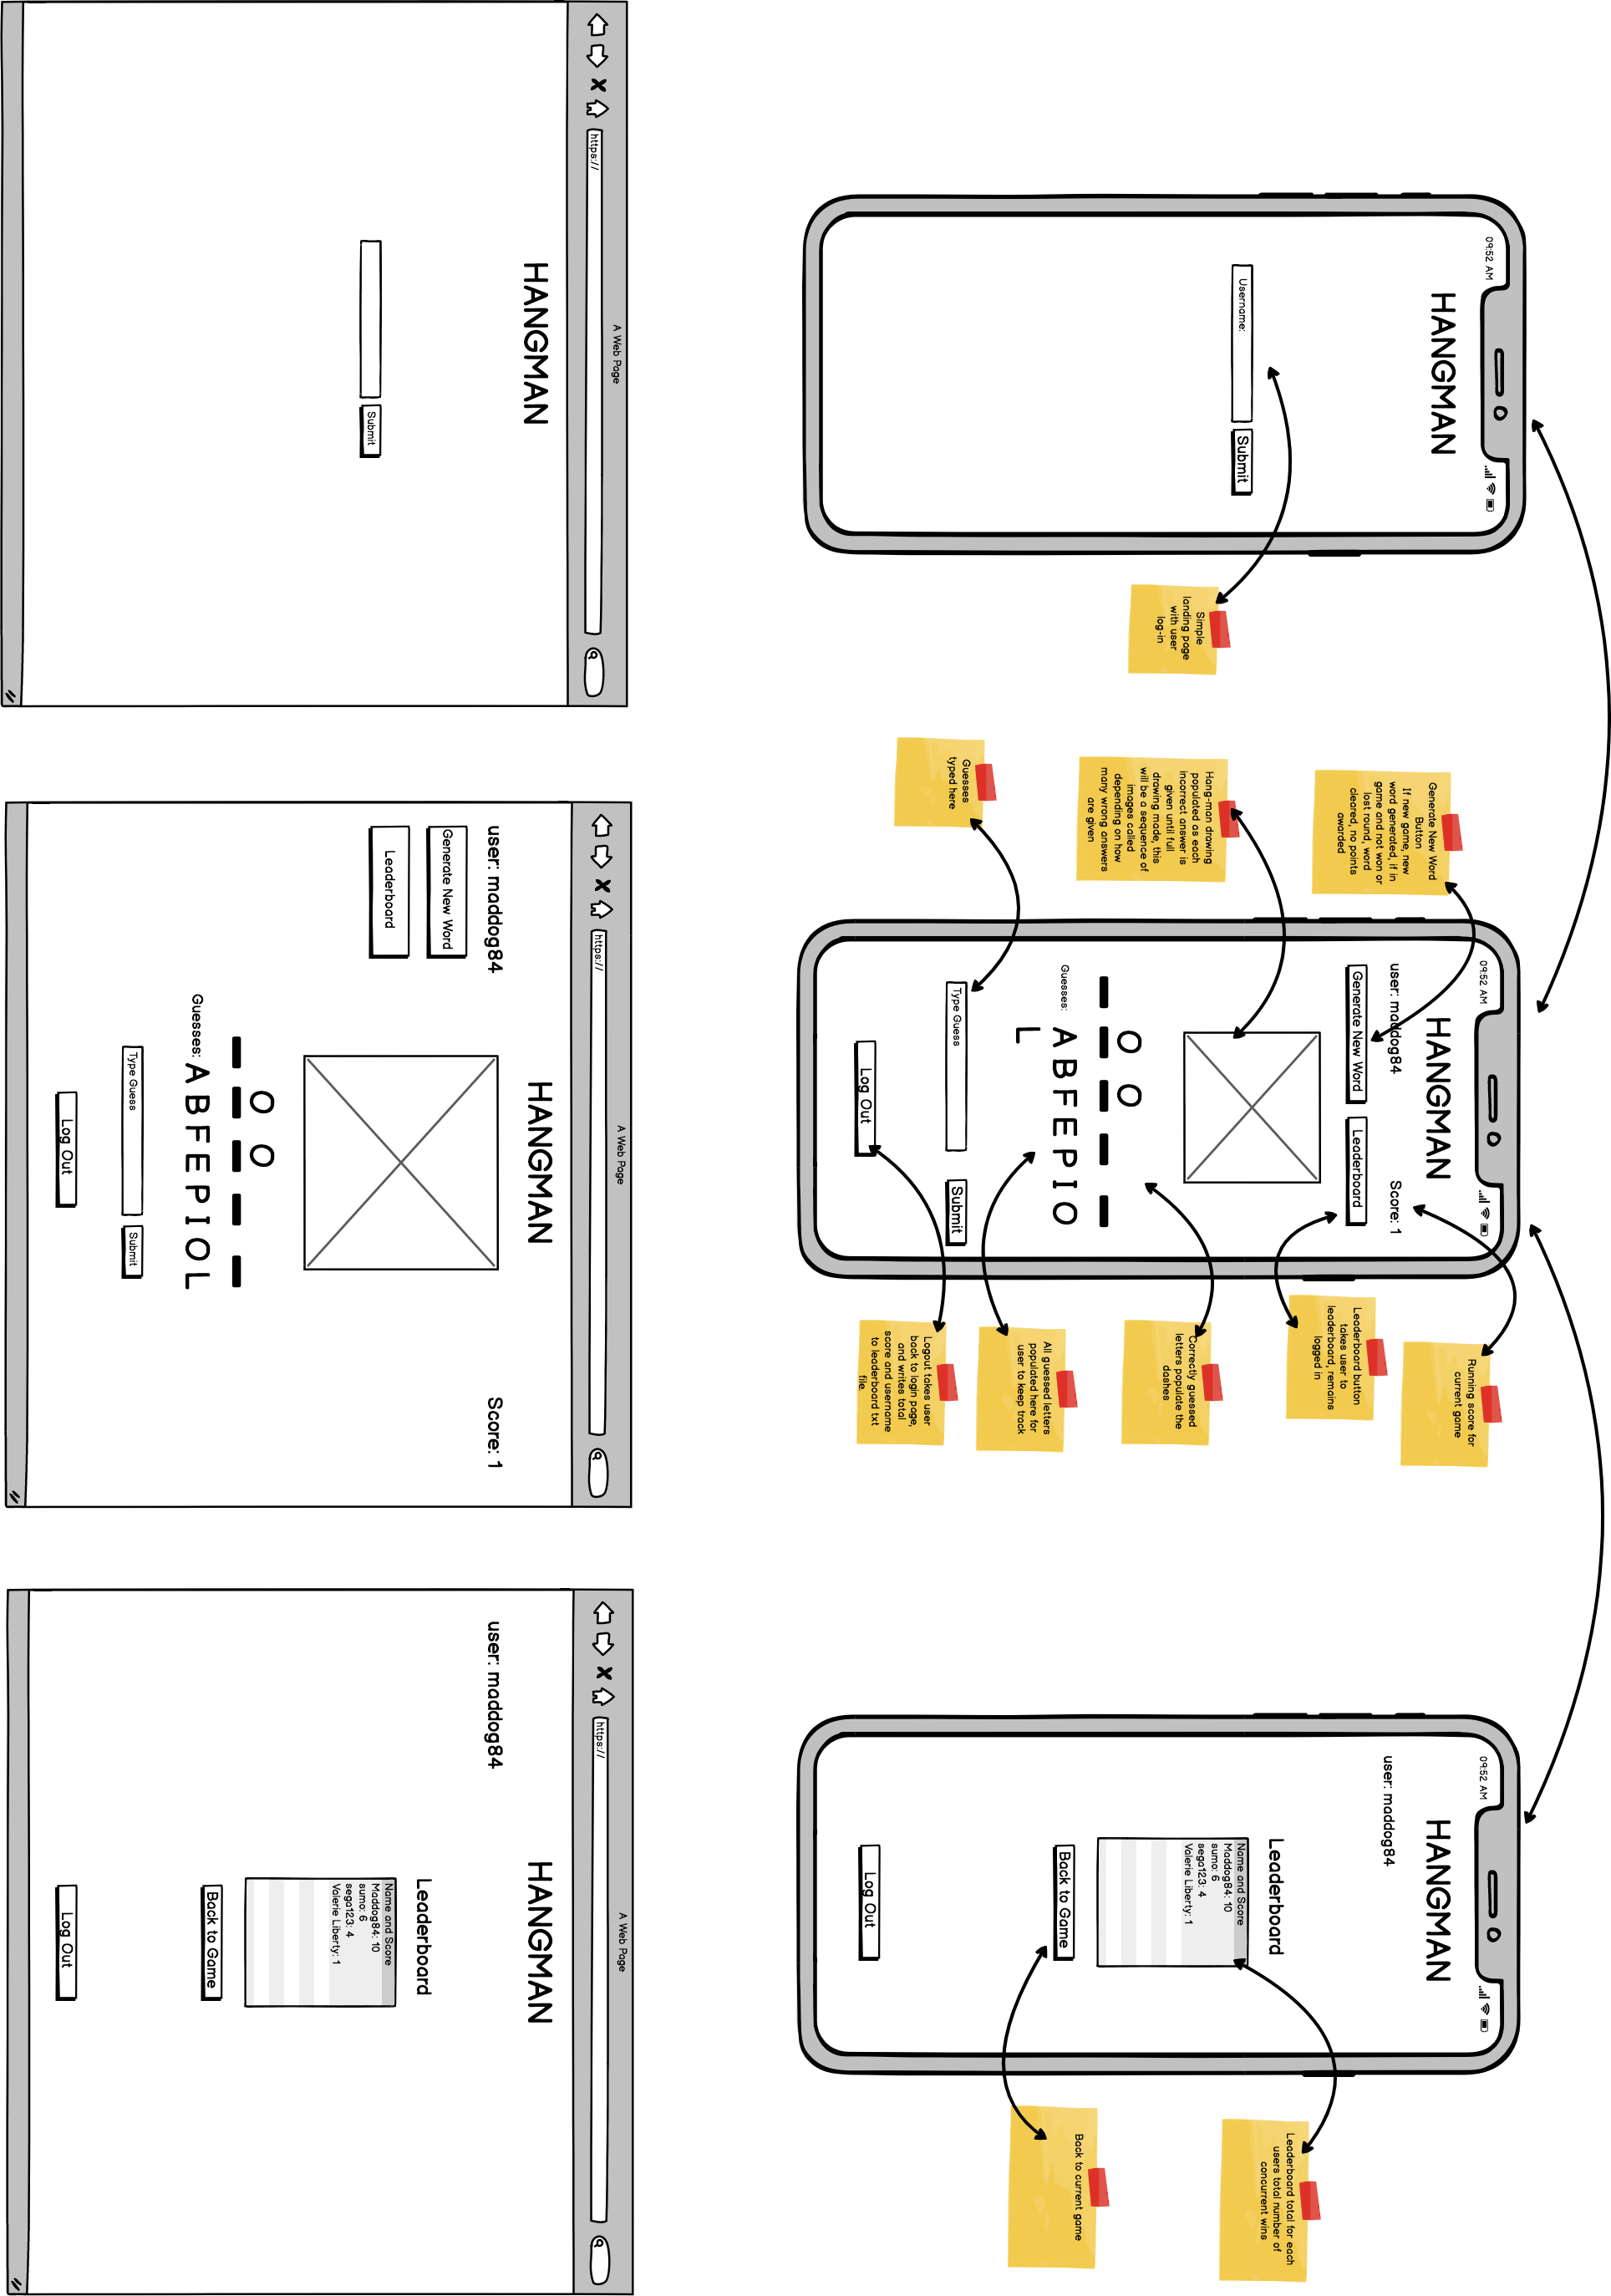 09:52 AM
HANGMAN
Username:
Submit
Simple
landing page
with user
log-in
Generate New Word
Button
If new game, new
word generated, if in
game and not won or
lost round, word
cleared, no points
awarded
Hang-man drawing
populated as each
incorrect answer is
given until full
drawing made, this
will be a sequence of
images called
depending on how
many wrong answers
are given
Guesses
typed here
09:52 AM
HANGMAN
user: maddog84
Score: 1
Generate New Word
Leaderboard
O O
Guesses:
A B F E P I O
L
Type Guess
Submit
Log Out
Running score for
current game
Leaderboard button
takes user to
leaderboard, remains
logged in
Correctly guessed
letters populate the
dashes
All guessed letters
populated here for
user to keep track
Logout takes user
back to login page,
and writes total
score and username
to leaderboard txt
file.
09:52 AM
HANGMAN
user: maddog84
Leaderboard
Name and Score
Maddog84: 10
sumo: 6
sega123: 4
Valerie Liberty: 1
Back to Game
Log Out
Leaderboard total for each
users total number of
concurrent wins
Back to current game
A Web Page
https://
HANGMAN
Submit
A Web Page
https://
HANGMAN
user: maddog84
Score: 1
Generate New Word
Leaderboard
O O
Guesses: A B F E P I O L
Type Guess
Submit
Log Out
A Web Page
https://
HANGMAN
user: maddog84
Leaderboard
Name and Score
Maddog84: 10
sumo: 6
sega123: 4
Valerie Liberty: 1
Back to Game
Log Out